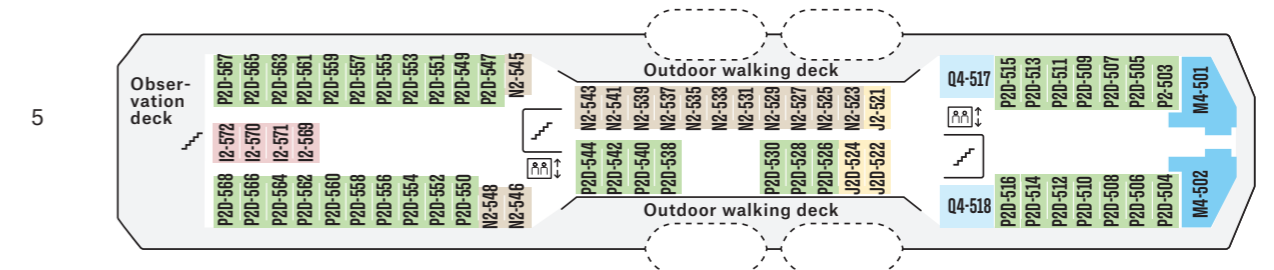 5
Obser-
vation
deck
P2D-567
P2D-565
P2D-563
P2D-561
P2D-559
P2D-557
P2D-555
P2D-553
P2D-551
P2D-549
P2D-547
N2-545
I2-572
I2-570
I2-571
I2-569
P2D-568
P2D-566
P2D-564
P2D-562
P2D-560
P2D-558
P2D-556
P2D-554
P2D-552
P2D-550
N2-548
N2-546
Outdoor walking deck
N2-543
N2-541
N2-539
N2-537
N2-535
N2-533
N2-531
N2-529
N2-527
N2-525
N2-523
J2-521
P2D-544
P2D-542
P2D-540
P2D-538
P2D-530
P2D-528
P2D-526
J2D-524
J2D-522
Outdoor walking deck
Q4-517
P2D-515
P2D-513
P2D-511
P2D-509
P2D-507
P2D-505
P2-503
M4-501
Q4-518
P2D-516
P2D-514
P2D-512
P2D-510
P2D-508
P2D-506
P2D-504
M4-502